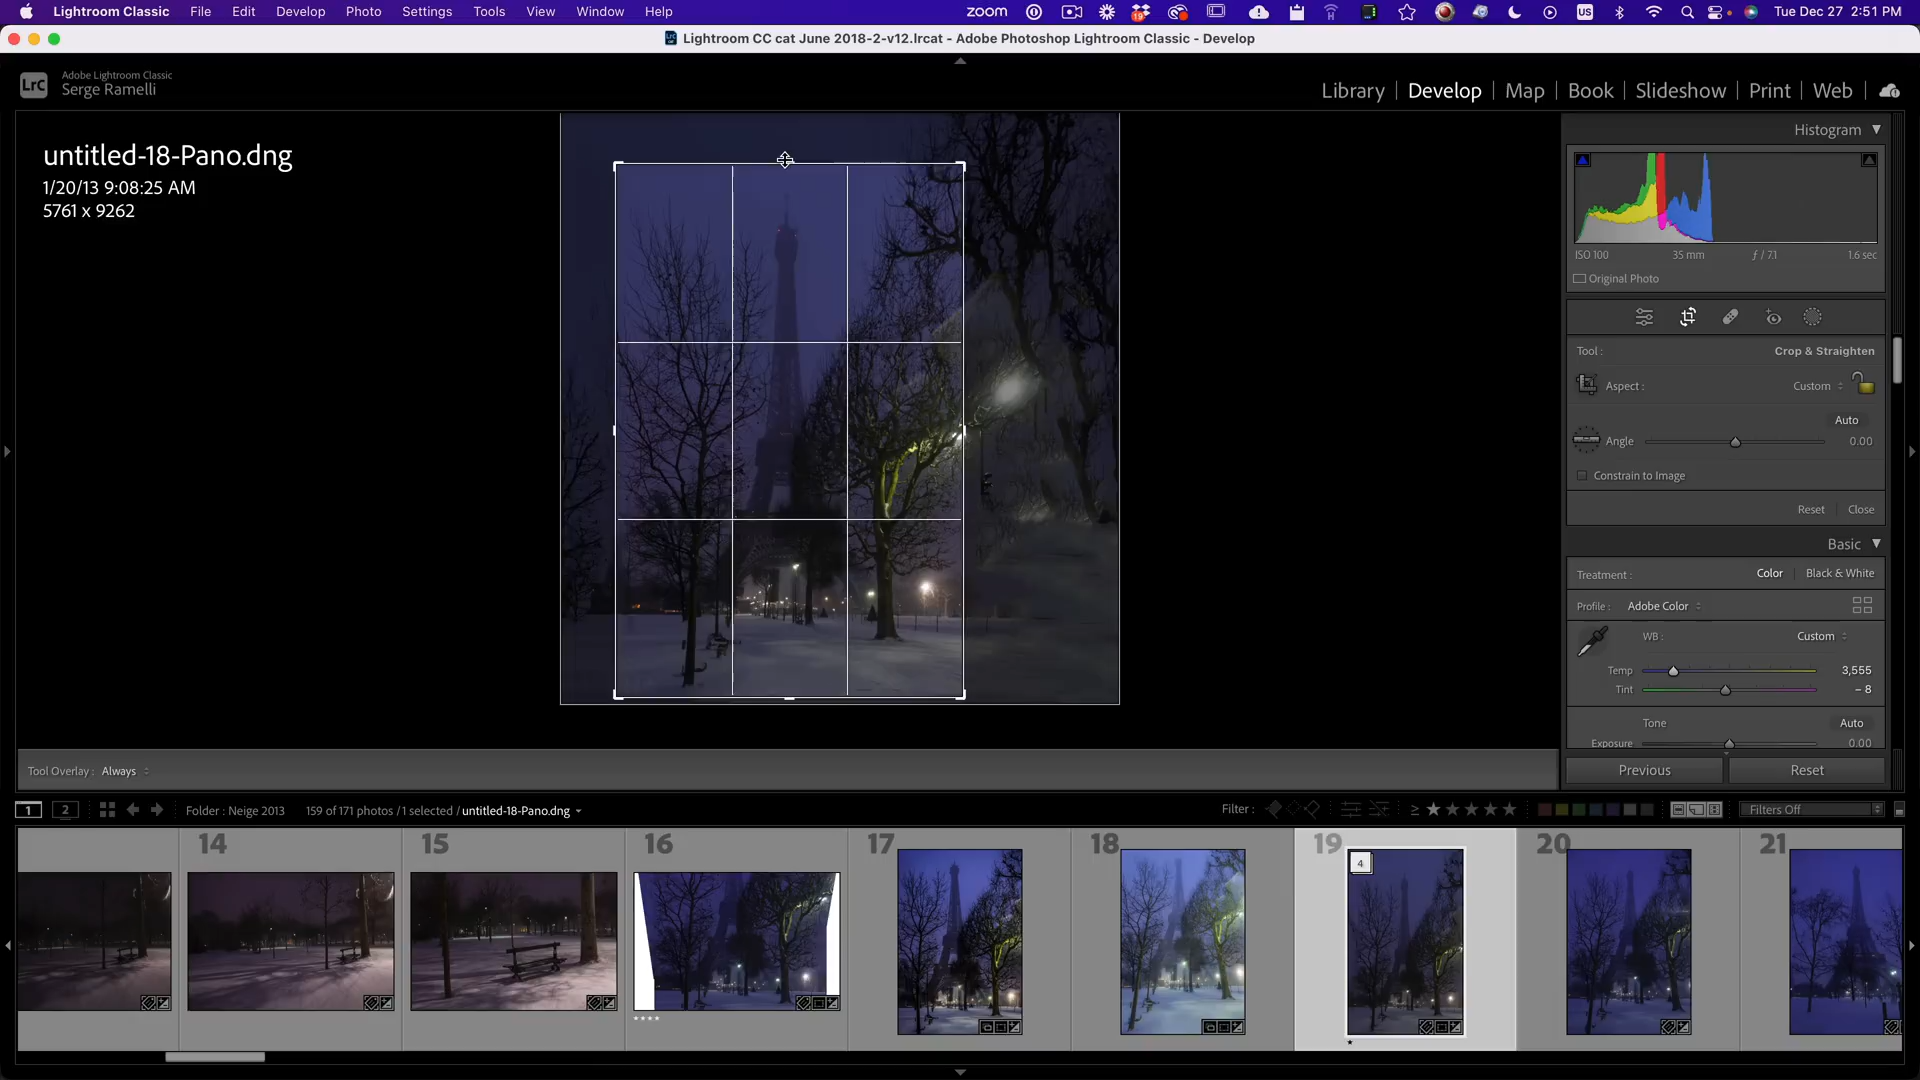 Lightroom Classic File Edit Develop Photo Settings Tools View Window Help zoom 19 US Tue Dec 27 2:51 PM
Lightroom CC cat June 2018-2-v12.lrcat - Adobe Photoshop Lightroom Classic - Develop
LrC Adobe Lightroom Classic
Serge Ramelli
Library | Develop | Map | Book | Slideshow | Print | Web
untitled-18-Pano.dng
1/20/13 9:08:25 AM
5761 x 9262
Histogram
ISO 100 35 mm ƒ / 7.1 1.6 sec
Original Photo
Tool : Crop & Straighten
Aspect : Custom
Auto
Angle 0.00
Constrain to Image
Reset Close
Basic
Treatment : Color Black & White
Profile : Adobe Color
WB : Custom
Temp 3,555
Tint – 8
Tone Auto
Exposure 0.00
Previous Reset
Tool Overlay : Always
1 2 Folder : Neige 2013 159 of 171 photos / 1 selected / untitled-18-Pano.dng Filter : ≥ Filters Off
14 15 16 17 18 19 20 21
4